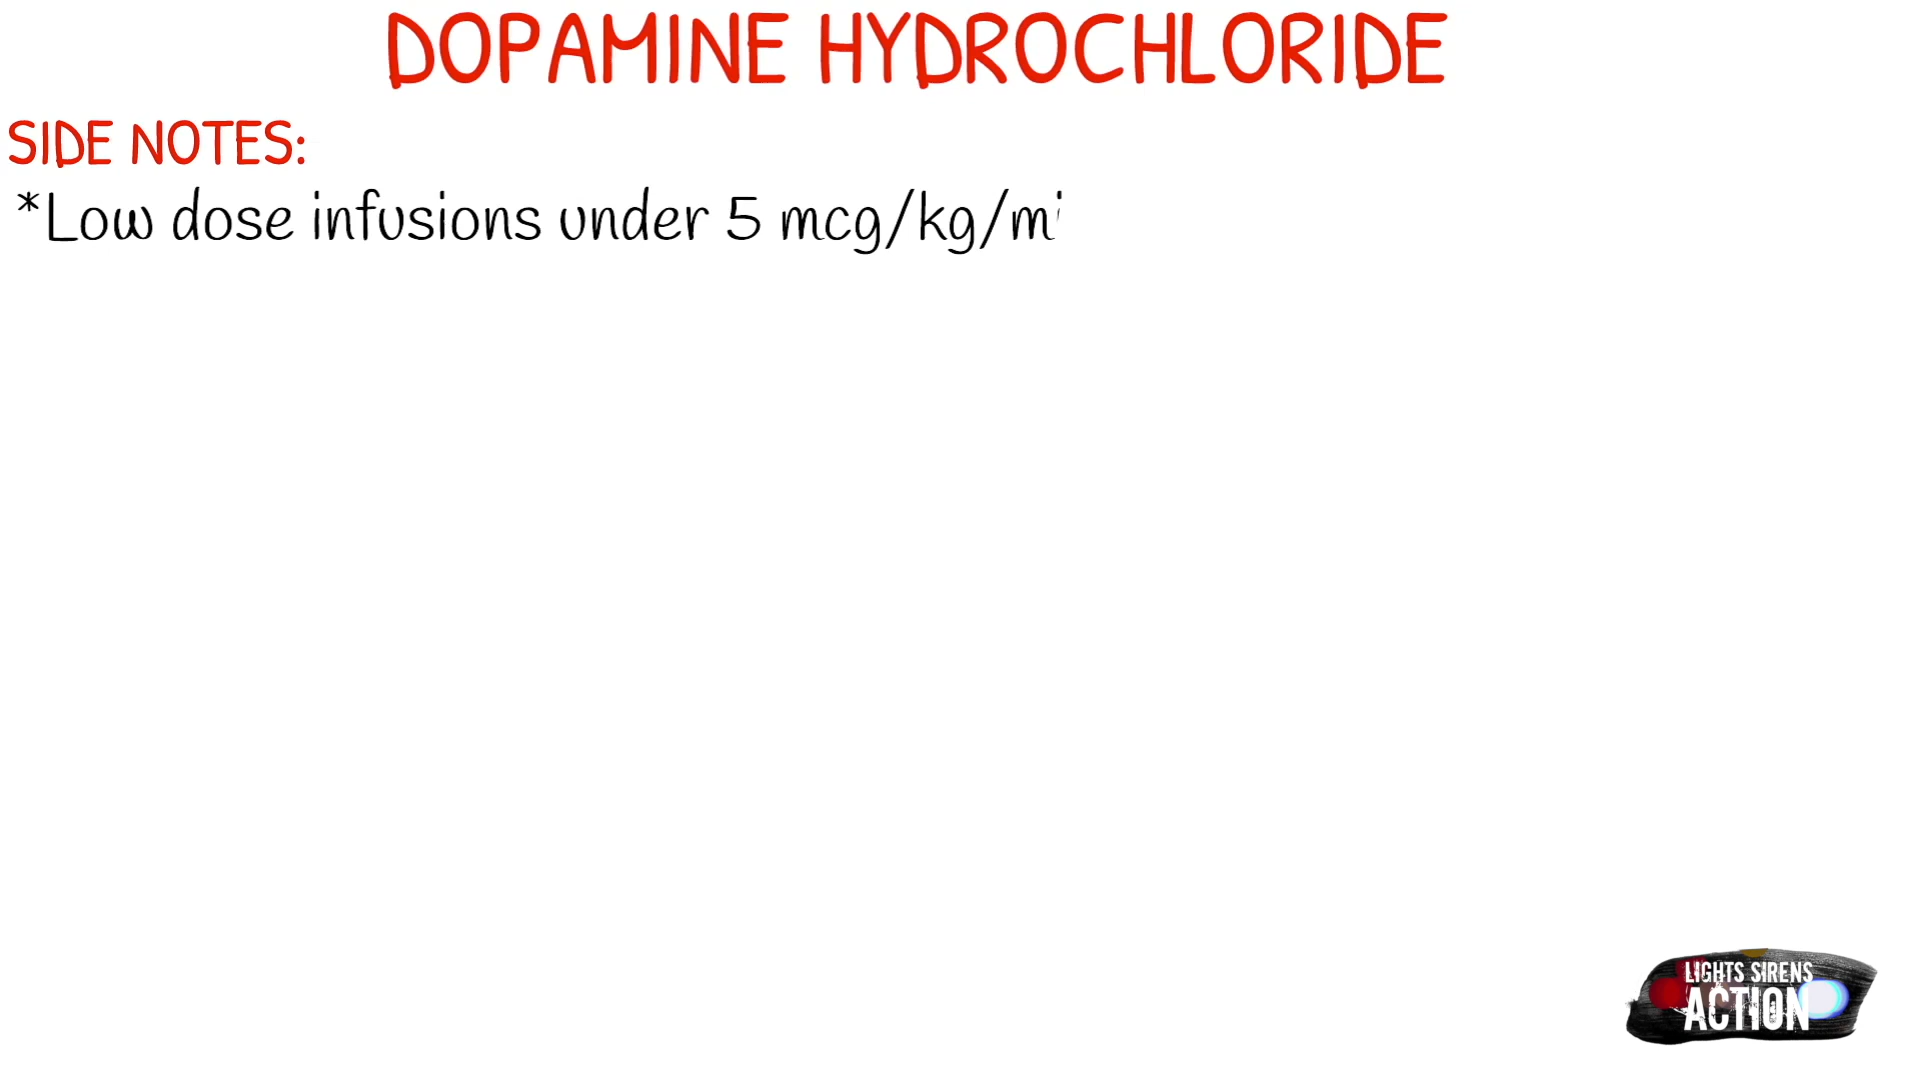 DOPAMINE HYDROCHLORIDE
SIDE NOTES:
*Low dose infusions under 5 mcg/kg/m
LIGHTS SIRENS
ACTION